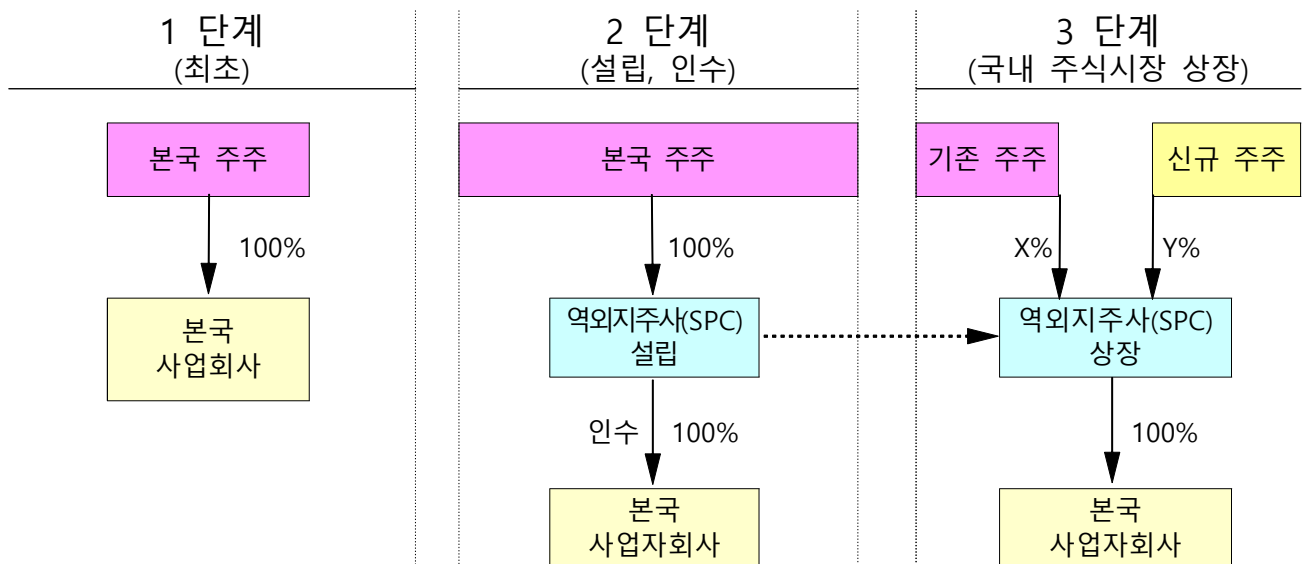 1 단계
(최초)
본국 주주
100%
본국
사업회사
2 단계
(설립, 인수)
본국 주주
100%
역외지주사(SPC)
설립
인수 100%
본국
사업자회사
3 단계
(국내 주식시장 상장)
기존 주주
신규 주주
X%
Y%
역외지주사(SPC)
상장
100%
본국
사업자회사